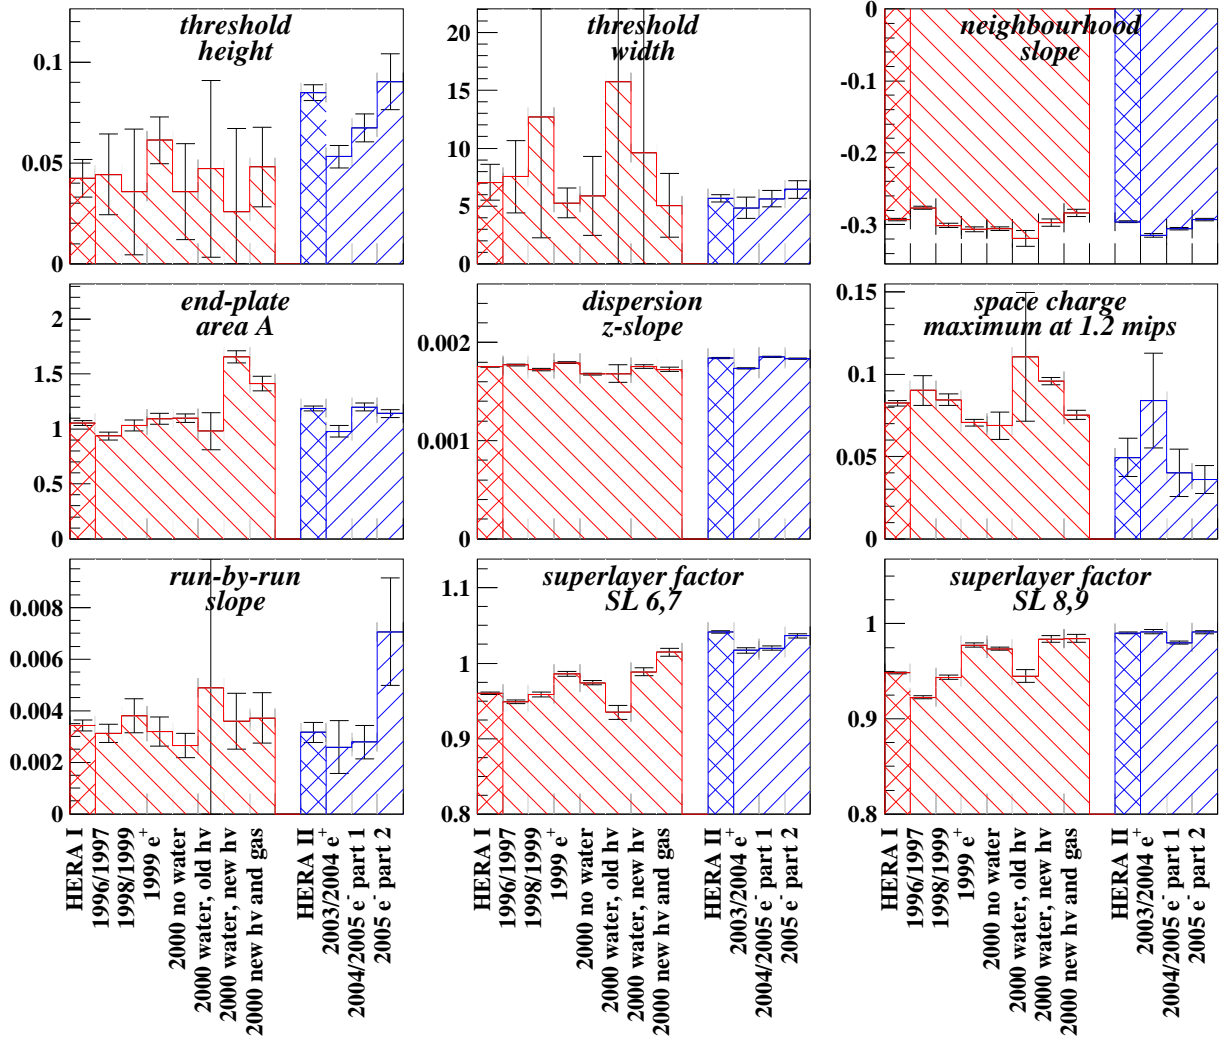 threshold
height
0.1
0.05
0
threshold
width
20
15
10
5
0
neighbourhood
slope
0
-0.1
-0.2
-0.3
end-plate
area A
2
1.5
1
0.5
0
dispersion
z-slope
0.002
0.001
0
space charge
maximum at 1.2 mips
0.15
0.1
0.05
0
run-by-run
slope
0.008
0.006
0.004
0.002
0
superlayer factor
SL 6,7
1.1
1
0.9
0.8
superlayer factor
SL 8,9
1
0.9
0.8
HERA I
1996/1997
1998/1999
1999 e+
2000 no water
2000 water, old hv
2000 water, new hv
2000 new hv and gas
HERA II
2003/2004 e+
2004/2005 e- part 1
2005 e- part 2
HERA I
1996/1997
1998/1999
1999 e+
2000 no water
2000 water, old hv
2000 water, new hv
2000 new hv and gas
HERA II
2003/2004 e+
2004/2005 e- part 1
2005 e- part 2
HERA I
1996/1997
1998/1999
1999 e+
2000 no water
2000 water, old hv
2000 water, new hv
2000 new hv and gas
HERA II
2003/2004 e+
2004/2005 e- part 1
2005 e- part 2